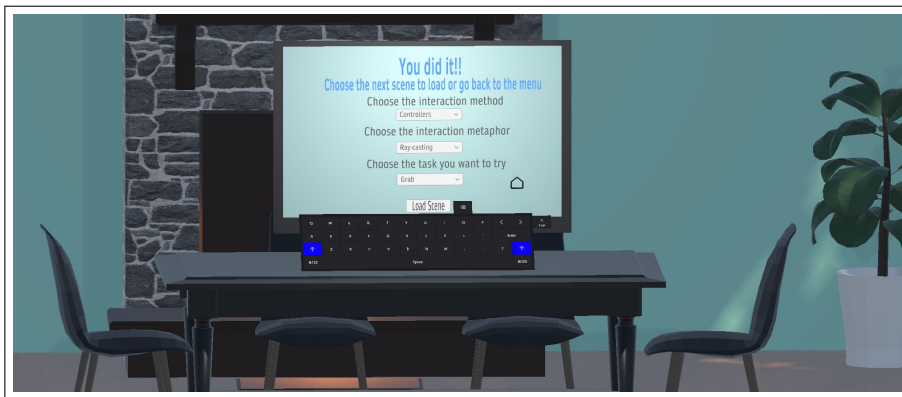 You did it!!
Choose the next scene to load or go back to the menu
Choose the interaction method
Controllers
Choose the interaction metaphor
Ray-casting
Choose the task you want to try
Grab
Load Scene
Enter
Space